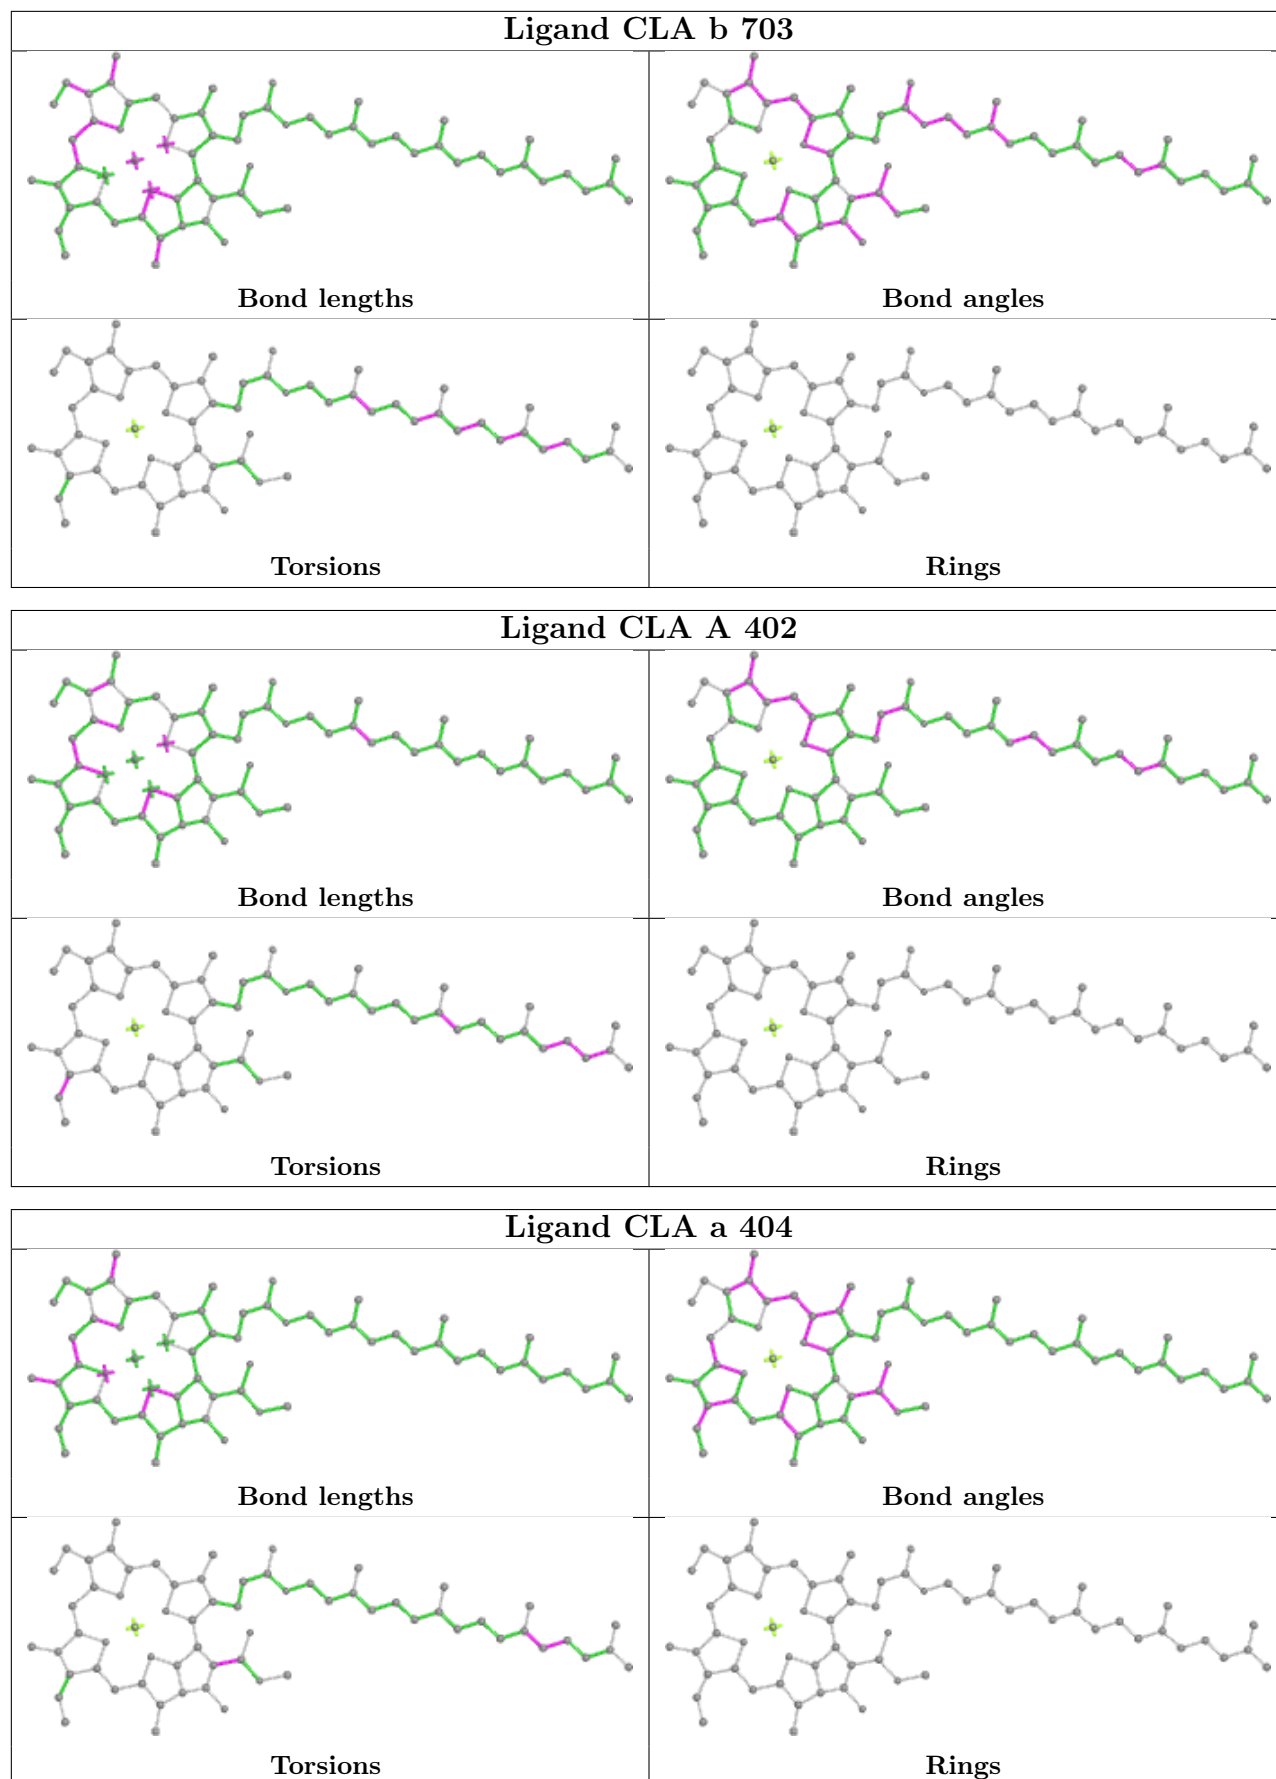 Ligand CLA b 703
Bond lengths
Bond angles
Torsions
Rings
Ligand CLA A 402
Bond lengths
Bond angles
Torsions
Rings
Ligand CLA a 404
Bond lengths
Bond angles
Torsions
Rings